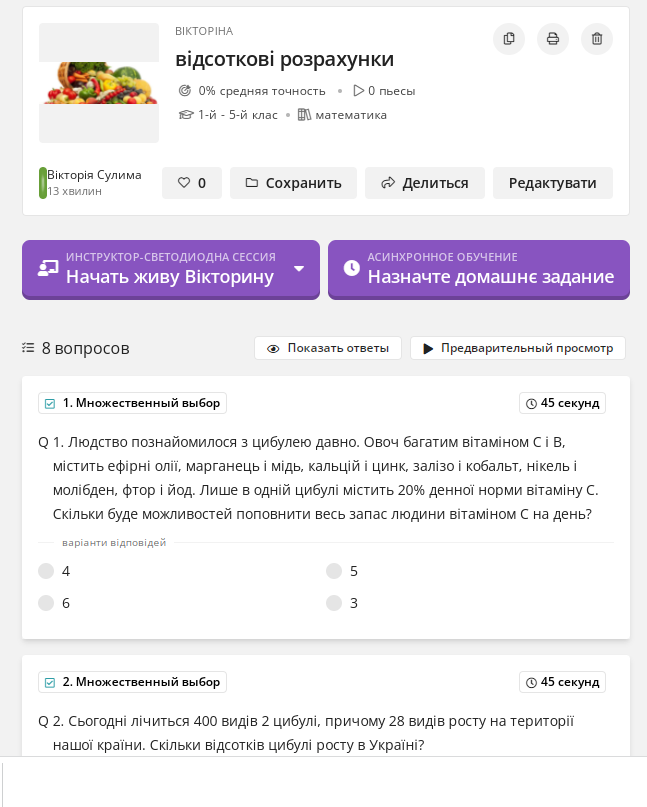 ВІКТОРІНА
відсоткові розрахунки
0% средняя точность • 0 пьесы
1-й - 5-й клас • математика
Вікторія Сулима
13 хвилин
0
Сохранить
Делиться
Редактувати
ИНСТРУКТОР-СВЕТОДИОДНА СЕССИЯ
Начать живу Вікторину
АСИНХРОННОЕ ОБУЧЕНИЕ
Назначте домашнє задание
8 вопросов
Показать ответы
Предварительный просмотр
1. Множественный выбор
45 секунд
Q 1. Людство познайомилося з цибулею давно. Овоч багатим вітаміном С і В,
містить ефірні олії, марганець і мідь, кальцій і цинк, залізо і кобальт, нікель і
молібден, фтор і йод. Лише в одній цибулі містить 20% денної норми вітаміну С.
Скільки буде можливостей поповнити весь запас людини вітаміном С на день?
варіанти відповідей
4
5
6
3
2. Множественный выбор
45 секунд
Q 2. Сьогодні лічиться 400 видів 2 цибулі, причому 28 видів росту на території
нашої країни. Скільки відсотків цибулі росту в Україні?